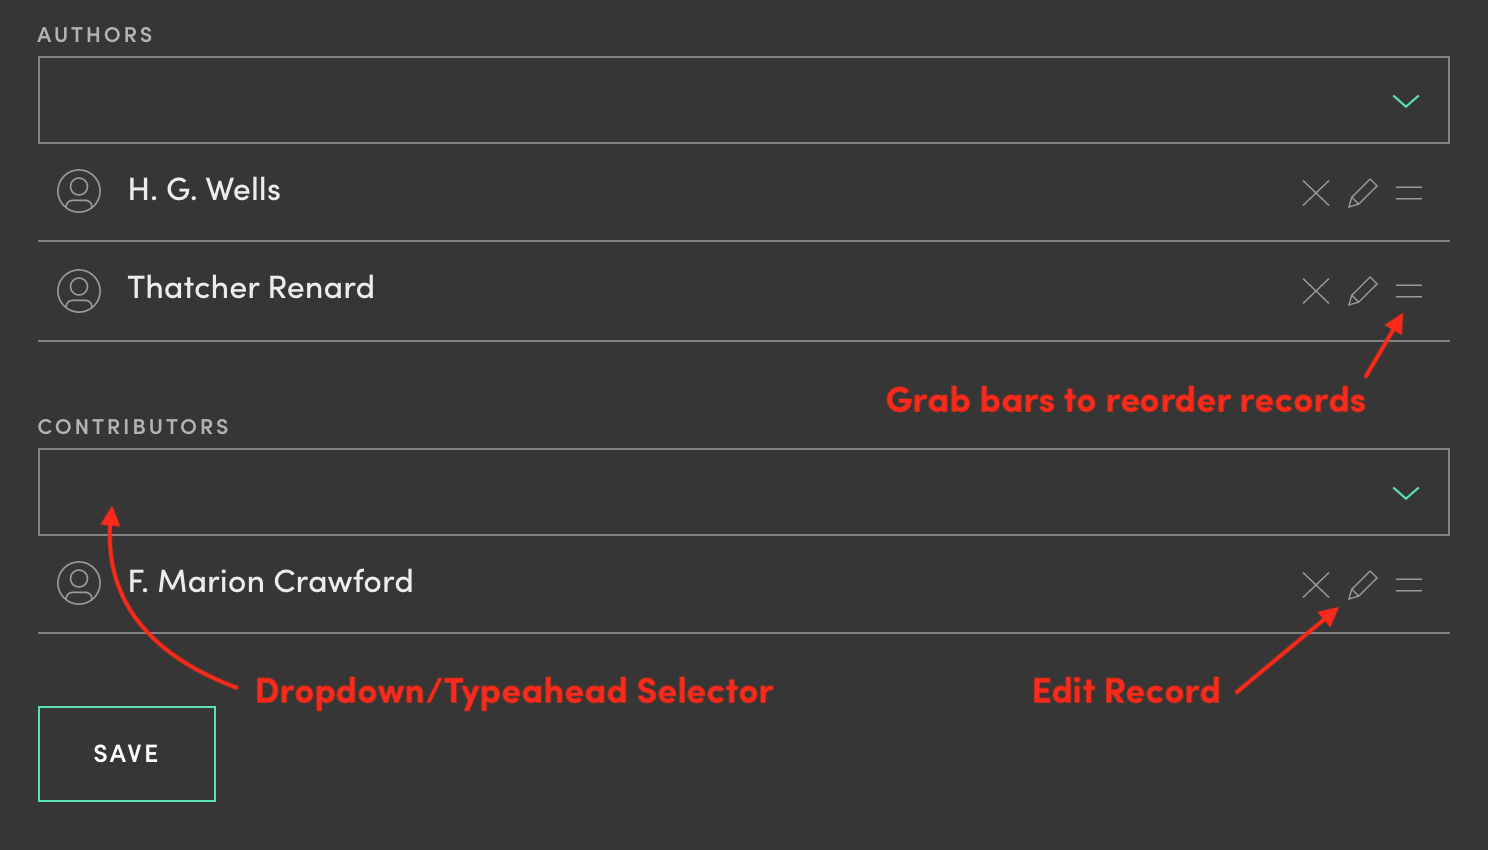 AUTHORS
H. G. Wells
Thatcher Renard
Grab bars to reorder records
CONTRIBUTORS
F. Marion Crawford
Dropdown/Typeahead Selector
Edit Record
SAVE